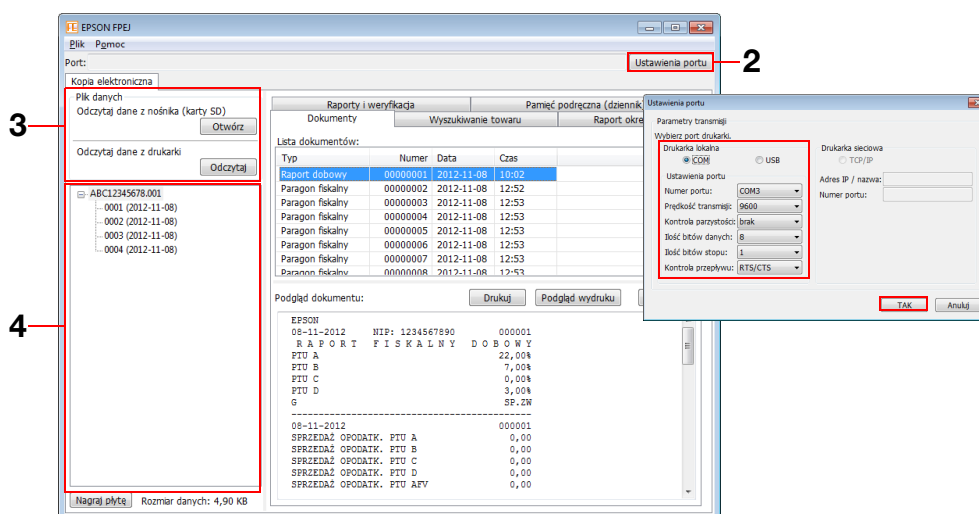 EPSON FPEJ
Plik Pomoc
Port:
Ustawienia portu
2
Kopia elektroniczna
3
Plik danych
Odczytaj dane z nośnika (karty SD)
Otwórz
Odczytaj dane z drukarki
Odczytaj
4
ABC12345678.001
0001 (2012-11-08)
0002 (2012-11-08)
0003 (2012-11-08)
0004 (2012-11-08)
Nagraj płytę Rozmiar danych: 4,90 KB
Raporty i weryfikacja Pamięć podręczna (dziennik
Dokumenty Wyszukiwanie towaru Raport okre
Lista dokumentów:
Typ Numer Data Czas
Raport dobowy 00000001 2012-11-08 10:02
Paragon fiskalny 00000002 2012-11-08 12:52
Paragon fiskalny 00000003 2012-11-08 12:53
Paragon fiskalny 00000004 2012-11-08 12:53
Paragon fiskalny 00000005 2012-11-08 12:53
Paragon fiskalny 00000006 2012-11-08 12:53
Paragon fiskalny 00000007 2012-11-08 12:53
Paragon fiskalny 00000008 2012-11-08 12:53
Podgląd dokumentu: Drukuj Podgląd wydruku
EPSON
08-11-2012 NIP: 1234567890 000001
R A P O R T F I S K A L N Y D O B O W Y
PTU A 22,00%
PTU B 7,00%
PTU C 0,00%
PTU D 3,00%
G SP.ZW
--------------------------------------------
08-11-2012 000001
SPRZEDAŻ OPODATK. PTU A 0,00
SPRZEDAŻ OPODATK. PTU B 0,00
SPRZEDAŻ OPODATK. PTU C 0,00
SPRZEDAŻ OPODATK. PTU D 0,00
SPRZEDAŻ OPODATK. PTU AFV 0,00
Ustawienia portu
Parametry transmisji
Wybierz port drukarki.
Drukarka lokalna
COM USB
Ustawienia portu
Numer portu: COM3
Prędkość transmisji: 9600
Kontrola parzystości: brak
Ilość bitów danych: 8
Ilość bitów stopu: 1
Kontrola przepływu: RTS/CTS
Drukarka sieciowa
TCP/IP
Adres IP / nazwa:
Numer portu:
TAK Anuluj